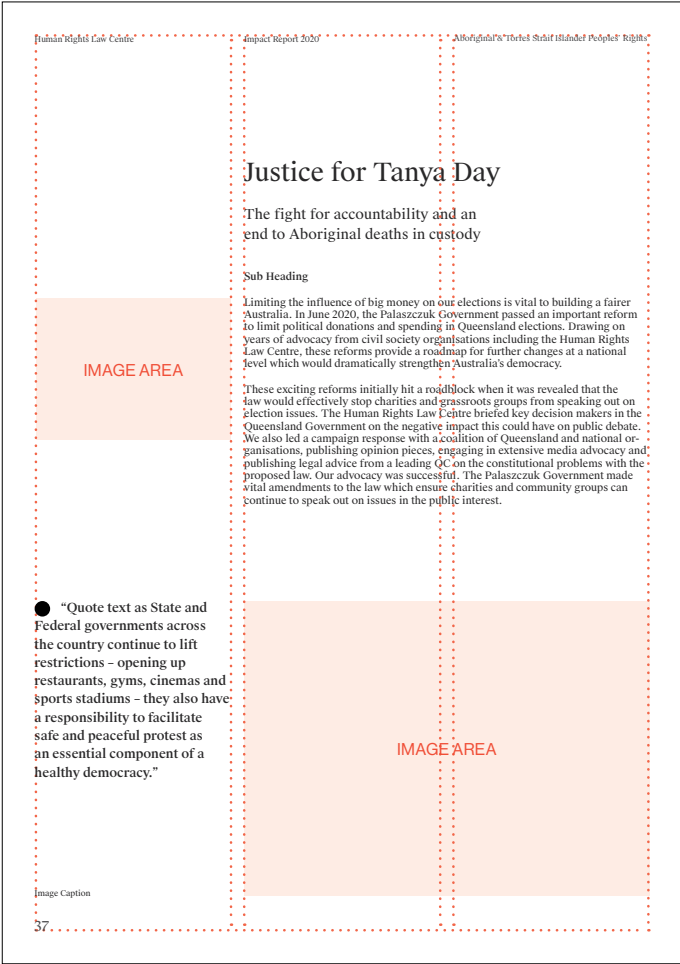 Human Rights Law Centre
Impact Report 2020
Aboriginal & Torres Strait Islander Peoples' Rights
Justice for Tanya Day
The fight for accountability and an
end to Aboriginal deaths in custody
Sub Heading
Limiting the influence of big money on our elections is vital to building a fairer
Australia. In June 2020, the Palaszczuk Government passed an important reform
to limit political donations and spending in Queensland elections. Drawing on
years of advocacy from civil society organisations including the Human Rights
Law Centre, these reforms provide a roadmap for further changes at a national
level which would dramatically strengthen Australia's democracy.
These exciting reforms initially hit a roadblock when it was revealed that the
law would effectively stop charities and grassroots groups from speaking out on
election issues. The Human Rights Law Centre briefed key decision makers in the
Queensland Government on the negative impact this could have on public debate.
We also led a campaign response with a coalition of Queensland and national or-
ganisations, publishing opinion pieces, engaging in extensive media advocacy and
publishing legal advice from a leading QC on the constitutional problems with the
proposed law. Our advocacy was successful. The Palaszczuk Government made
vital amendments to the law which ensure charities and community groups can
continue to speak out on issues in the public interest.
IMAGE AREA
“Quote text as State and
Federal governments across
the country continue to lift
restrictions – opening up
restaurants, gyms, cinemas and
sports stadiums – they also have
a responsibility to facilitate
safe and peaceful protest as
an essential component of a
healthy democracy.”
IMAGE AREA
Image Caption
37